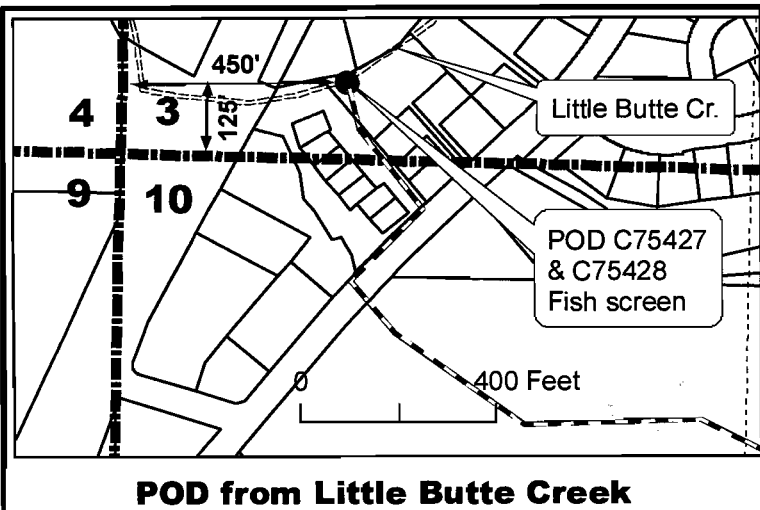 450'
Little Butte Cr.
4
3
125'
9
10
POD C75427
& C75428
Fish screen
0
400 Feet
POD from Little Butte Creek